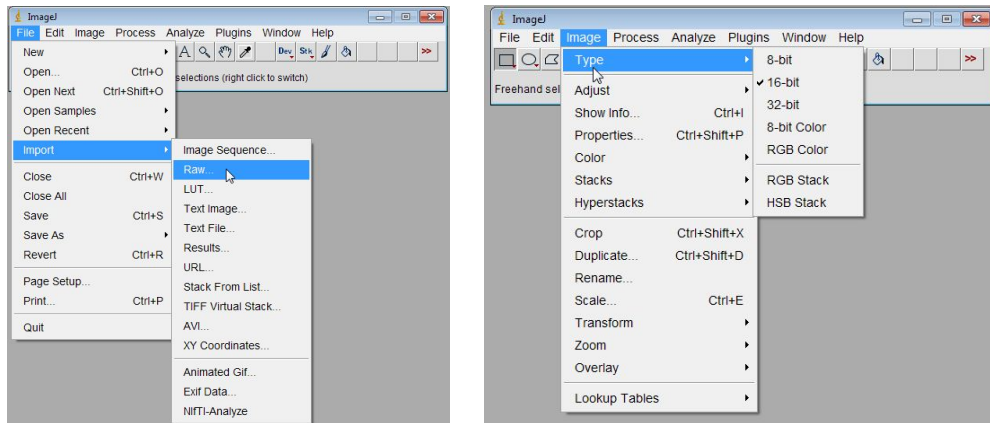 ImageJ
File Edit Image Process Analyze Plugins Window Help
A Dev Stk >>
selections (right click to switch)
New
Open... Ctrl+O
Open Next Ctrl+Shift+O
Open Samples
Open Recent
Import
Close Ctrl+W
Close All
Save Ctrl+S
Save As
Revert Ctrl+R
Page Setup...
Print... Ctrl+P
Quit
Image Sequence...
Raw...
LUT...
Text Image...
Text File...
Results...
URL...
Stack From List...
TIFF Virtual Stack...
AVI...
XY Coordinates...
Animated Gif...
Exif Data...
NIfTI-Analyze
ImageJ
File Edit Image Process Analyze Plugins Window Help
>>
Freehand sel
Type
Adjust
Show Info... Ctrl+I
Properties... Ctrl+Shift+P
Color
Stacks
Hyperstacks
Crop Ctrl+Shift+X
Duplicate... Ctrl+Shift+D
Rename...
Scale... Ctrl+E
Transform
Zoom
Overlay
Lookup Tables
8-bit
✓ 16-bit
32-bit
8-bit Color
RGB Color
RGB Stack
HSB Stack